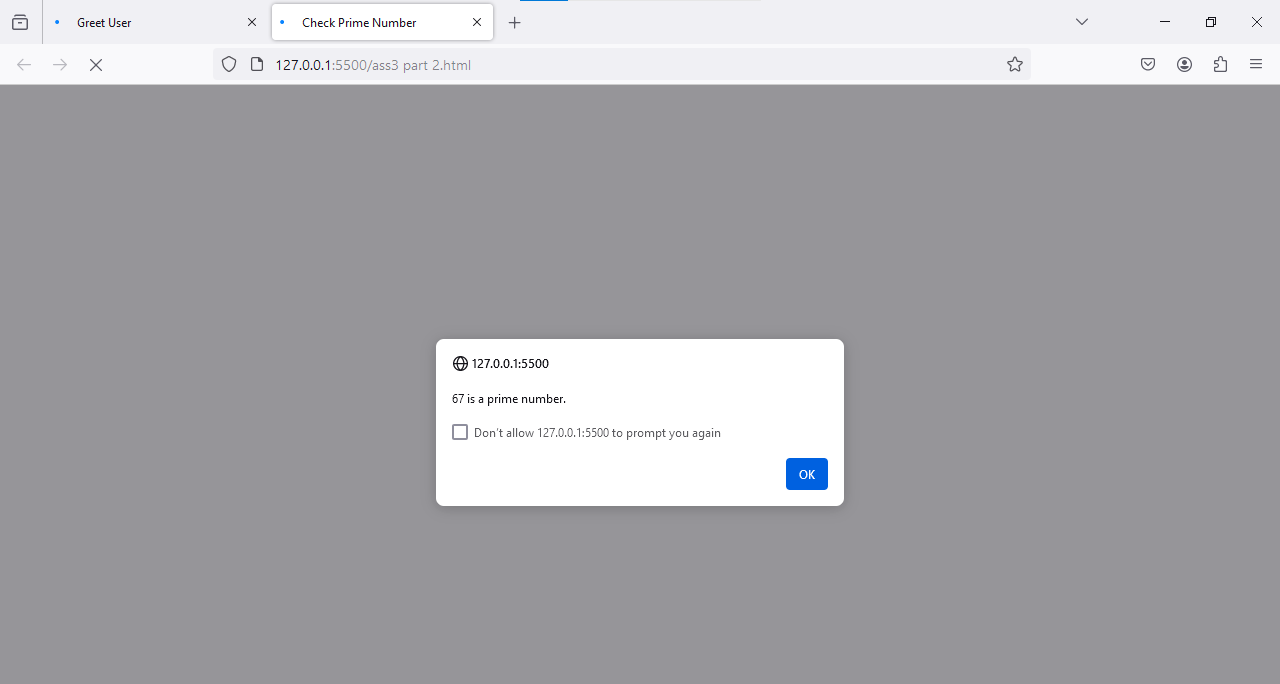 Greet User
Check Prime Number
127.0.0.1:5500/ass3 part 2.html
127.0.0.1:5500
67 is a prime number.
Don't allow 127.0.0.1:5500 to prompt you again
OK